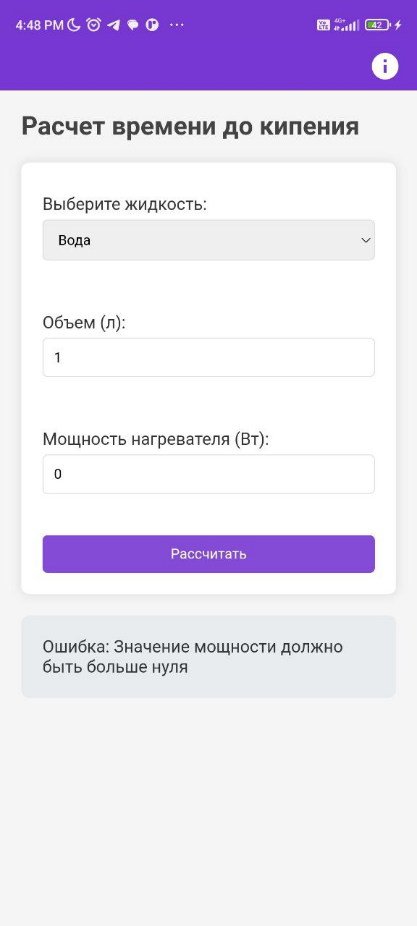 4:48 PM
4G+
42
Расчет времени до кипения
Выберите жидкость:
Вода
Объем (л):
1
Мощность нагревателя (Вт):
0
Рассчитать
Ошибка: Значение мощности должно
быть больше нуля